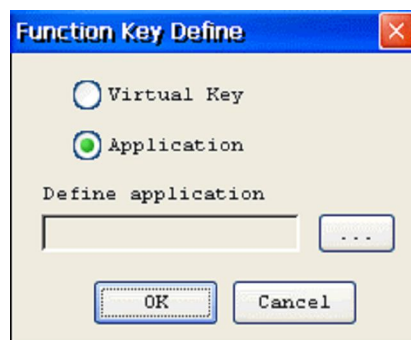 Function Key Define
Virtual Key
Application
Define application
...
OK Cancel